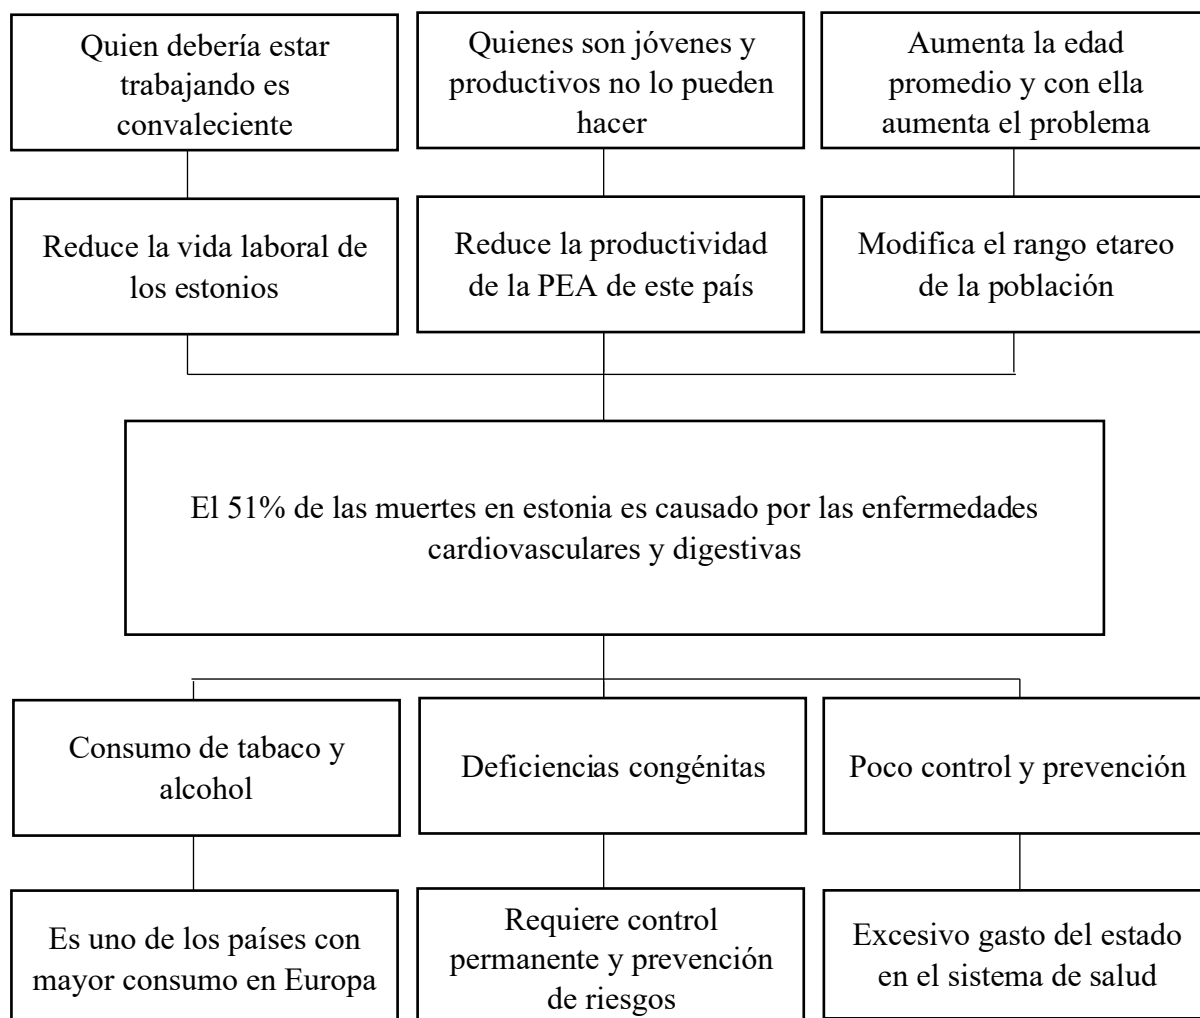 Quien debería estar
trabajando es
convaleciente
Quienes son jóvenes y
productivos no lo pueden
hacer
Aumenta la edad
promedio y con ella
aumenta el problema
Reduce la vida laboral de
los estonios
Reduce la productividad
de la PEA de este país
Modifica el rango etareo
de la población
El 51% de las muertes en estonia es causado por las enfermedades
cardiovasculares y digestivas
Consumo de tabaco y
alcohol
Deficiencias congénitas
Poco control y prevención
Es uno de los países con
mayor consumo en Europa
Requiere control
permanente y prevención
de riesgos
Excesivo gasto del estado
en el sistema de salud